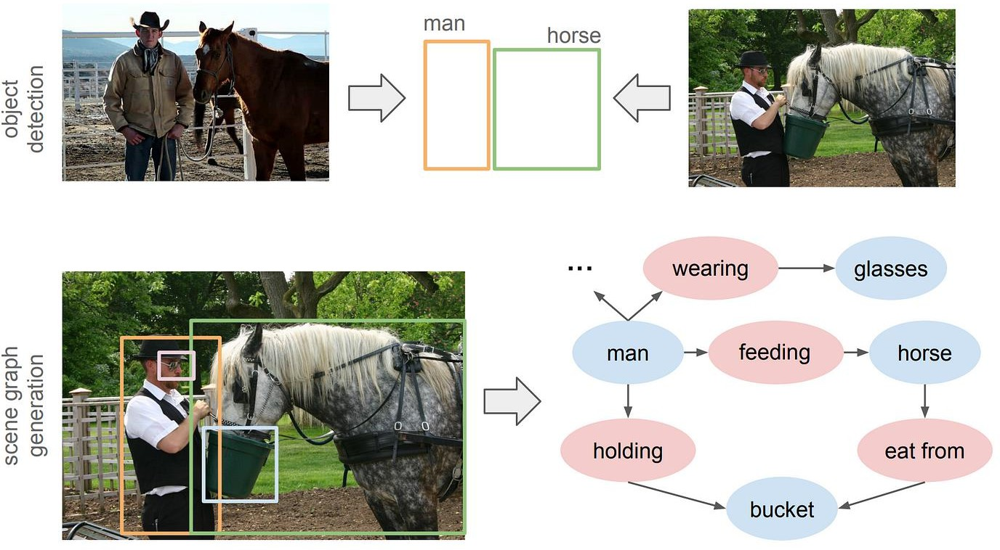 object
detection
man
horse
scene graph
generation
...
wearing
glasses
man
feeding
horse
holding
eat from
bucket